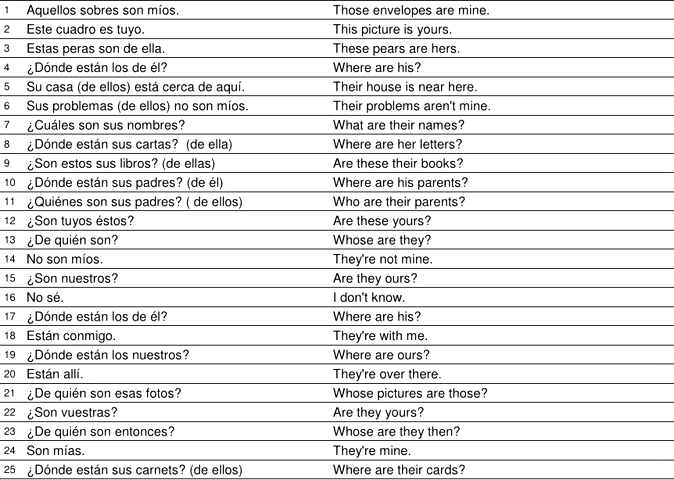 1 Aquellos sobres son míos. Those envelopes are mine.
2 Este cuadro es tuyo. This picture is yours.
3 Estas peras son de ella. These pears are hers.
4 ¿Dónde están los de él? Where are his?
5 Su casa (de ellos) está cerca de aquí. Their house is near here.
6 Sus problemas (de ellos) no son míos. Their problems aren't mine.
7 ¿Cuáles son sus nombres? What are their names?
8 ¿Dónde están sus cartas? (de ella) Where are her letters?
9 ¿Son estos sus libros? (de ellas) Are these their books?
10 ¿Dónde están sus padres? (de él) Where are his parents?
11 ¿Quiénes son sus padres? ( de ellos) Who are their parents?
12 ¿Son tuyos éstos? Are these yours?
13 ¿De quién son? Whose are they?
14 No son míos. They're not mine.
15 ¿Son nuestros? Are they ours?
16 No sé. I don't know.
17 ¿Dónde están los de él? Where are his?
18 Están conmigo. They're with me.
19 ¿Dónde están los nuestros? Where are ours?
20 Están allí. They're over there.
21 ¿De quién son esas fotos? Whose pictures are those?
22 ¿Son vuestras? Are they yours?
23 ¿De quién son entonces? Whose are they then?
24 Son mías. They're mine.
25 ¿Dónde están sus carnets? (de ellos) Where are their cards?